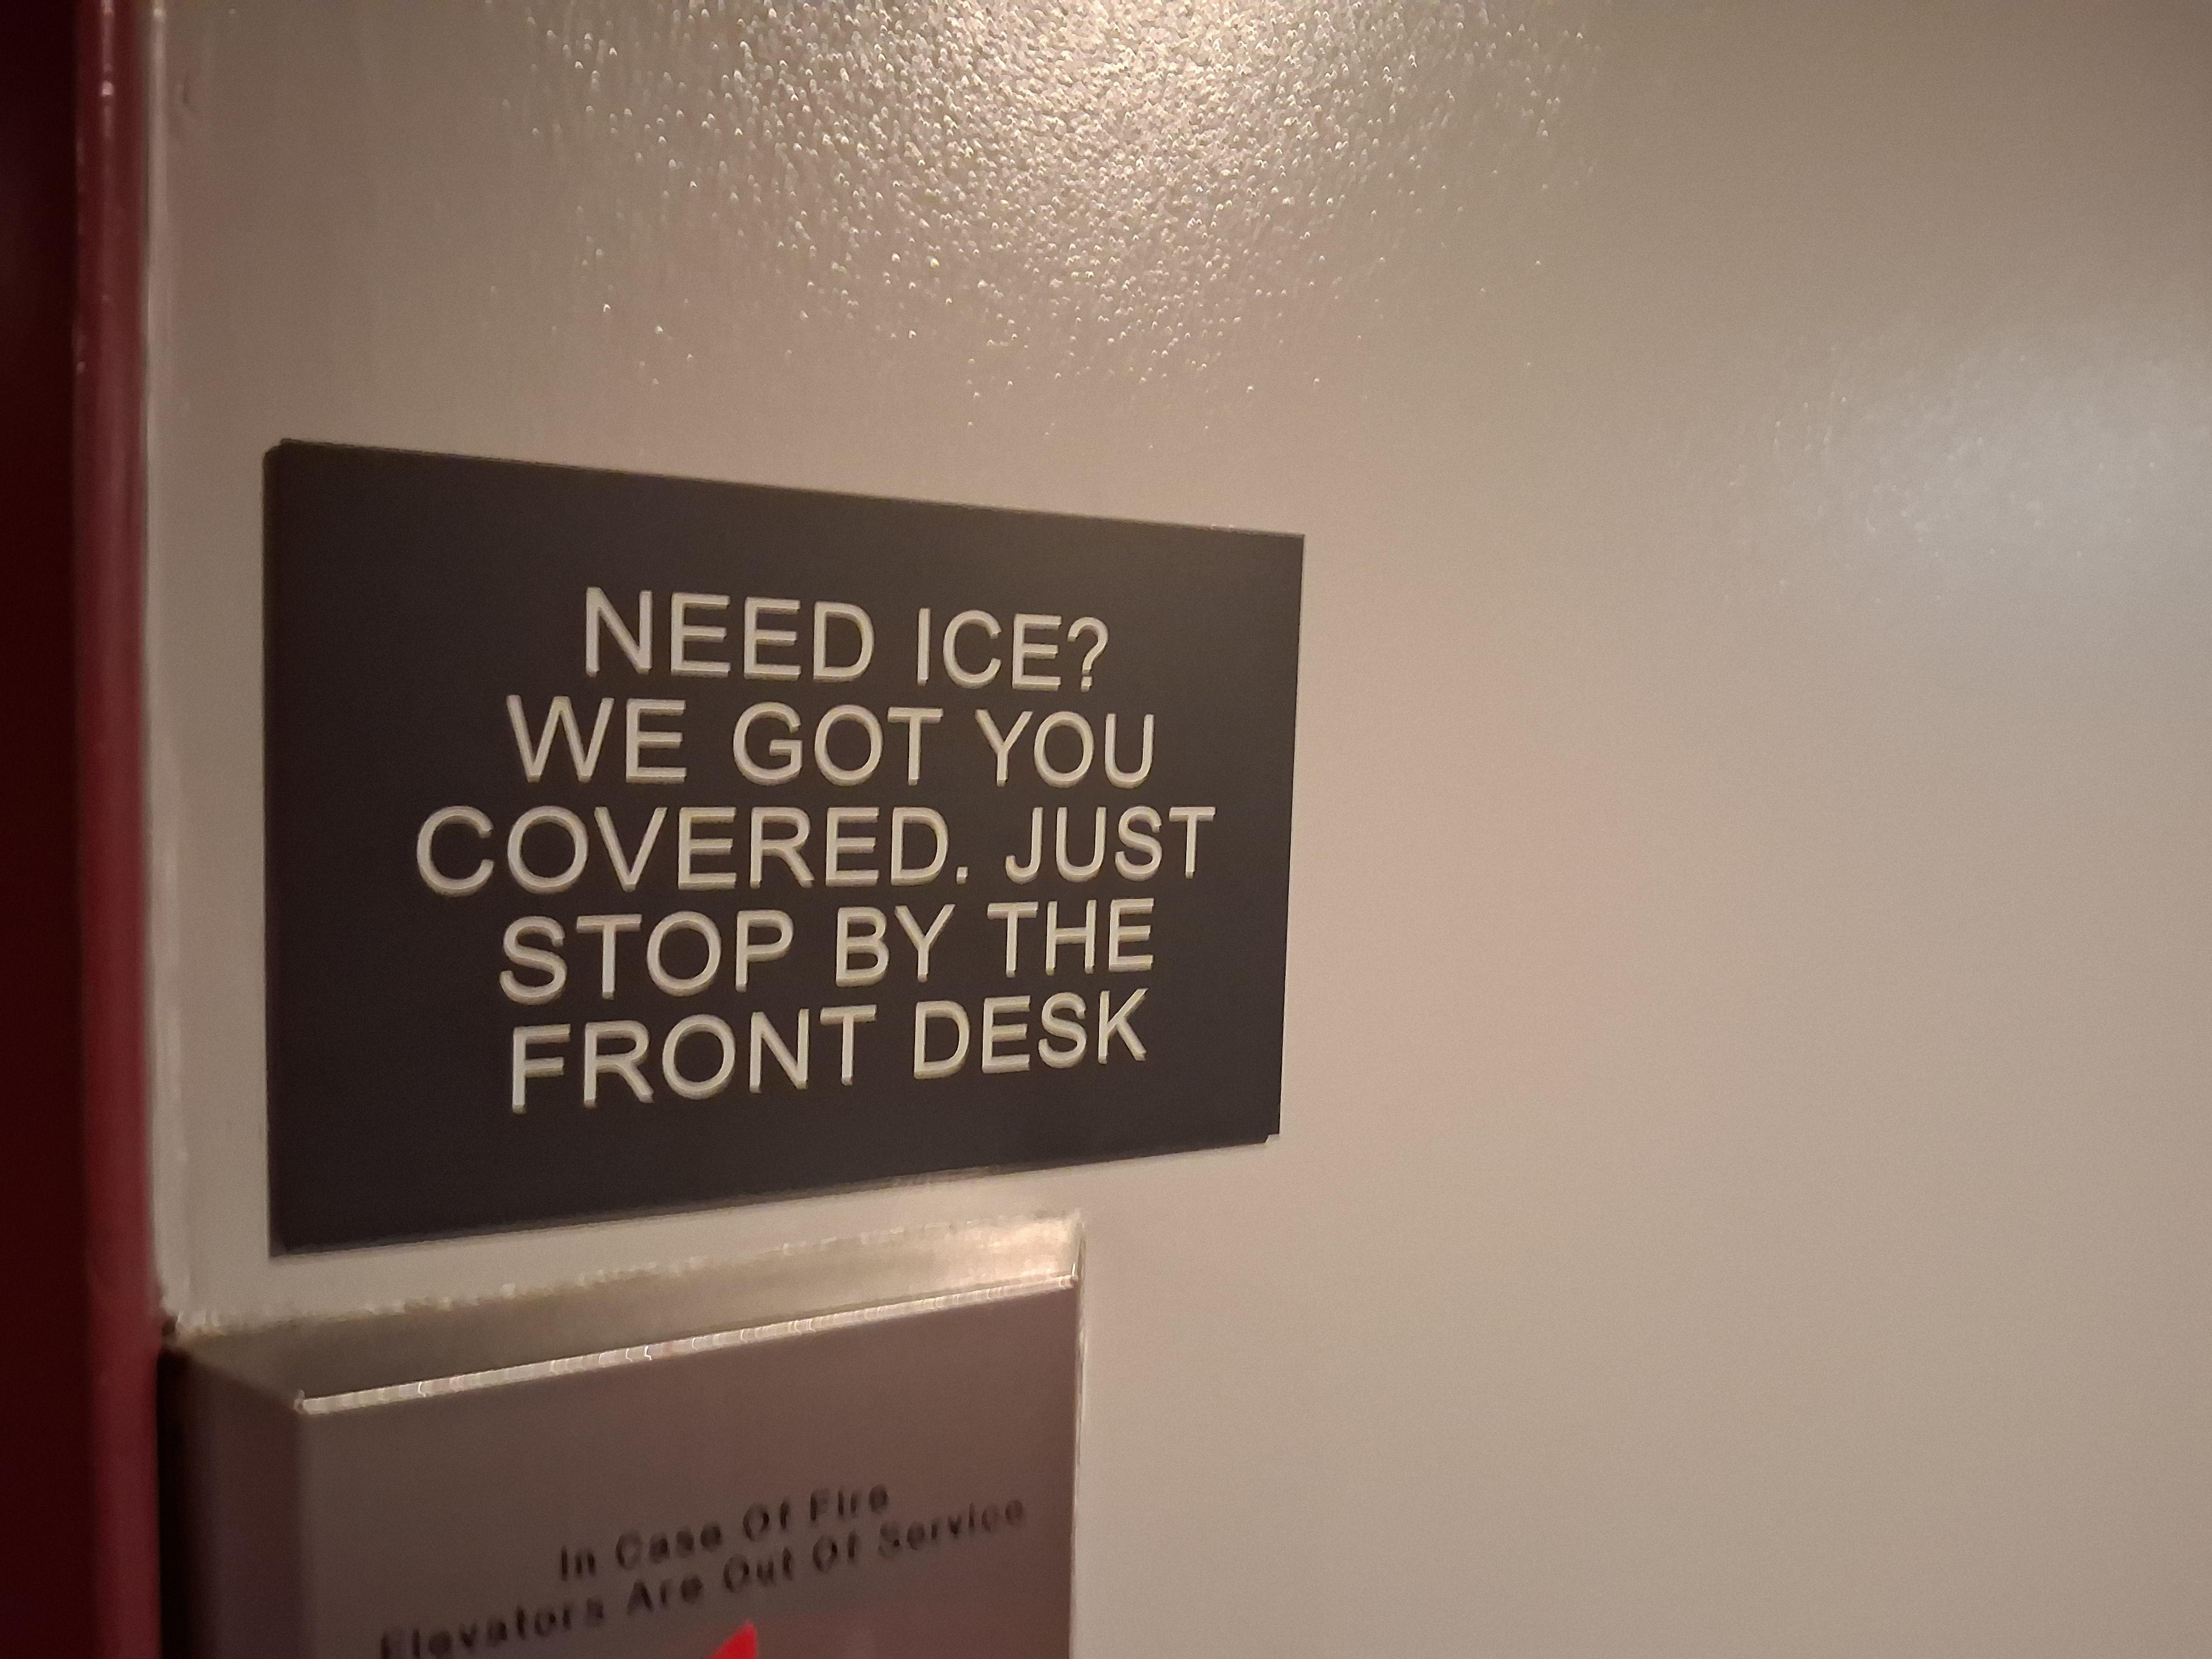 NEED ICE?
WE GOT YOU
COVERED. JUST
STOP BY THE
FRONT DESK
In Case Of Fire
Elevators Are Out Of Service